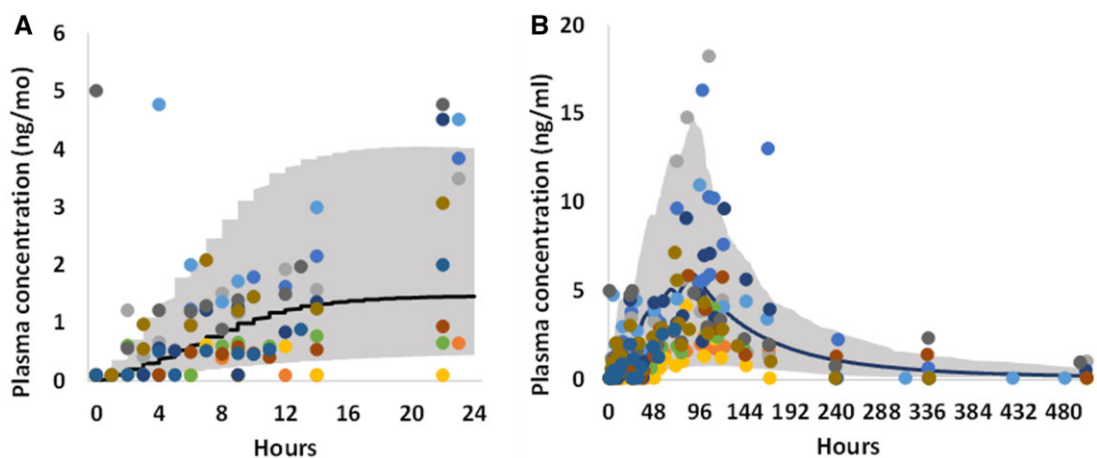 A
Plasma concentration (ng/mo)
6
5
4
3
2
1
0
0 4 8 12 16 20 24
Hours
B
Plasma concentration (ng/ml)
20
15
10
5
0
0 48 96 144 192 240 288 336 384 432 480
Hours